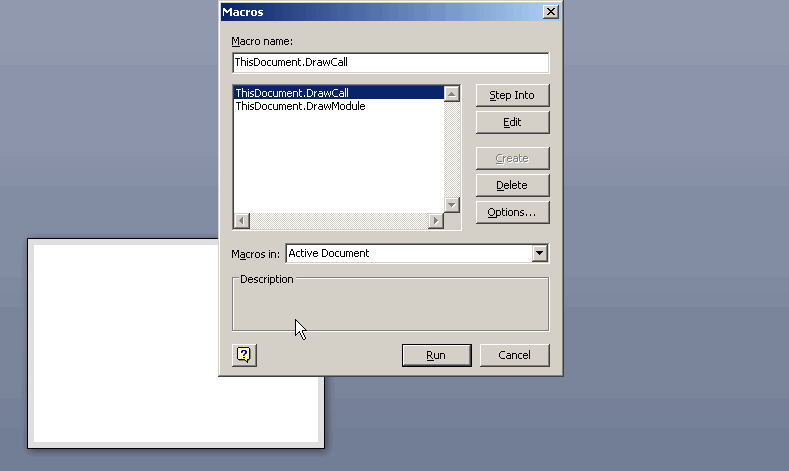 Macros
Macro name:
ThisDocument.DrawCall
ThisDocument.DrawCall
ThisDocument.DrawModule
Step Into
Edit
Create
Delete
Options...
Macros in:
Active Document
Description
?
Run
Cancel